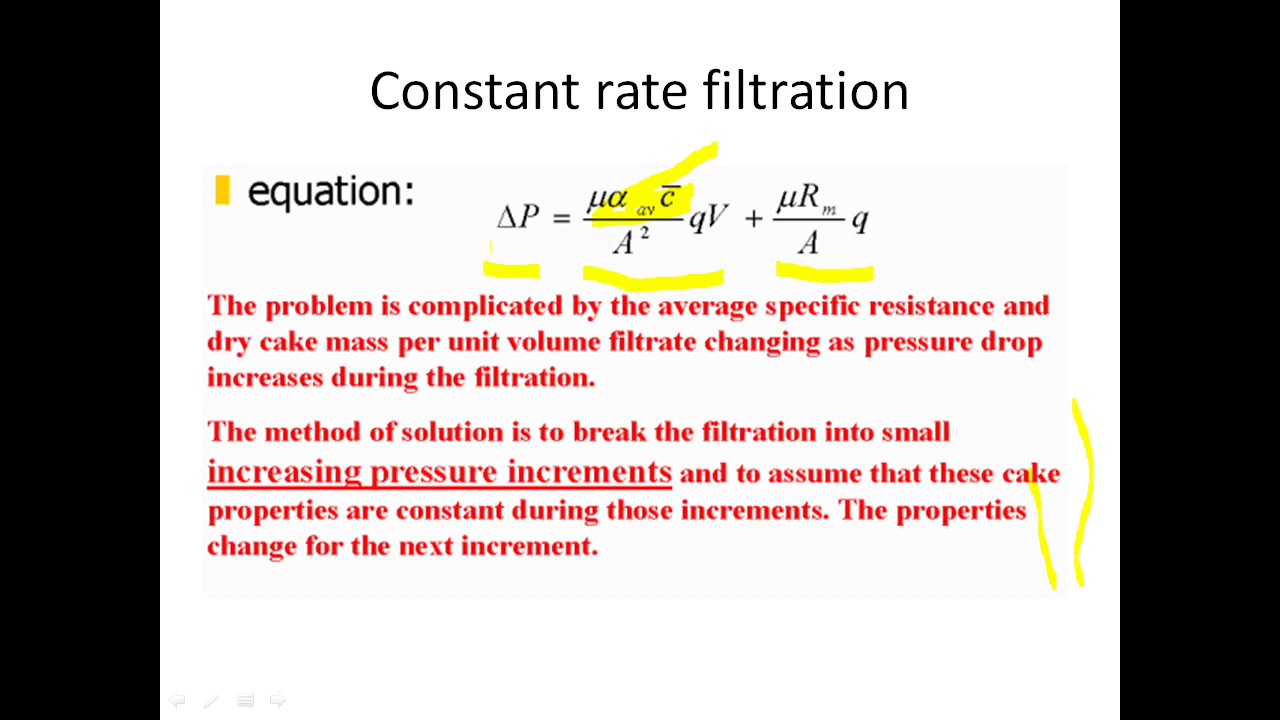 Constant rate filtration
equation:
ΔP = μα_av c̄ / A² qV + μR_m / A q
The problem is complicated by the average specific resistance and
dry cake mass per unit volume filtrate changing as pressure drop
increases during the filtration.
The method of solution is to break the filtration into small
increasing pressure increments and to assume that these cake
properties are constant during those increments. The properties
change for the next increment.